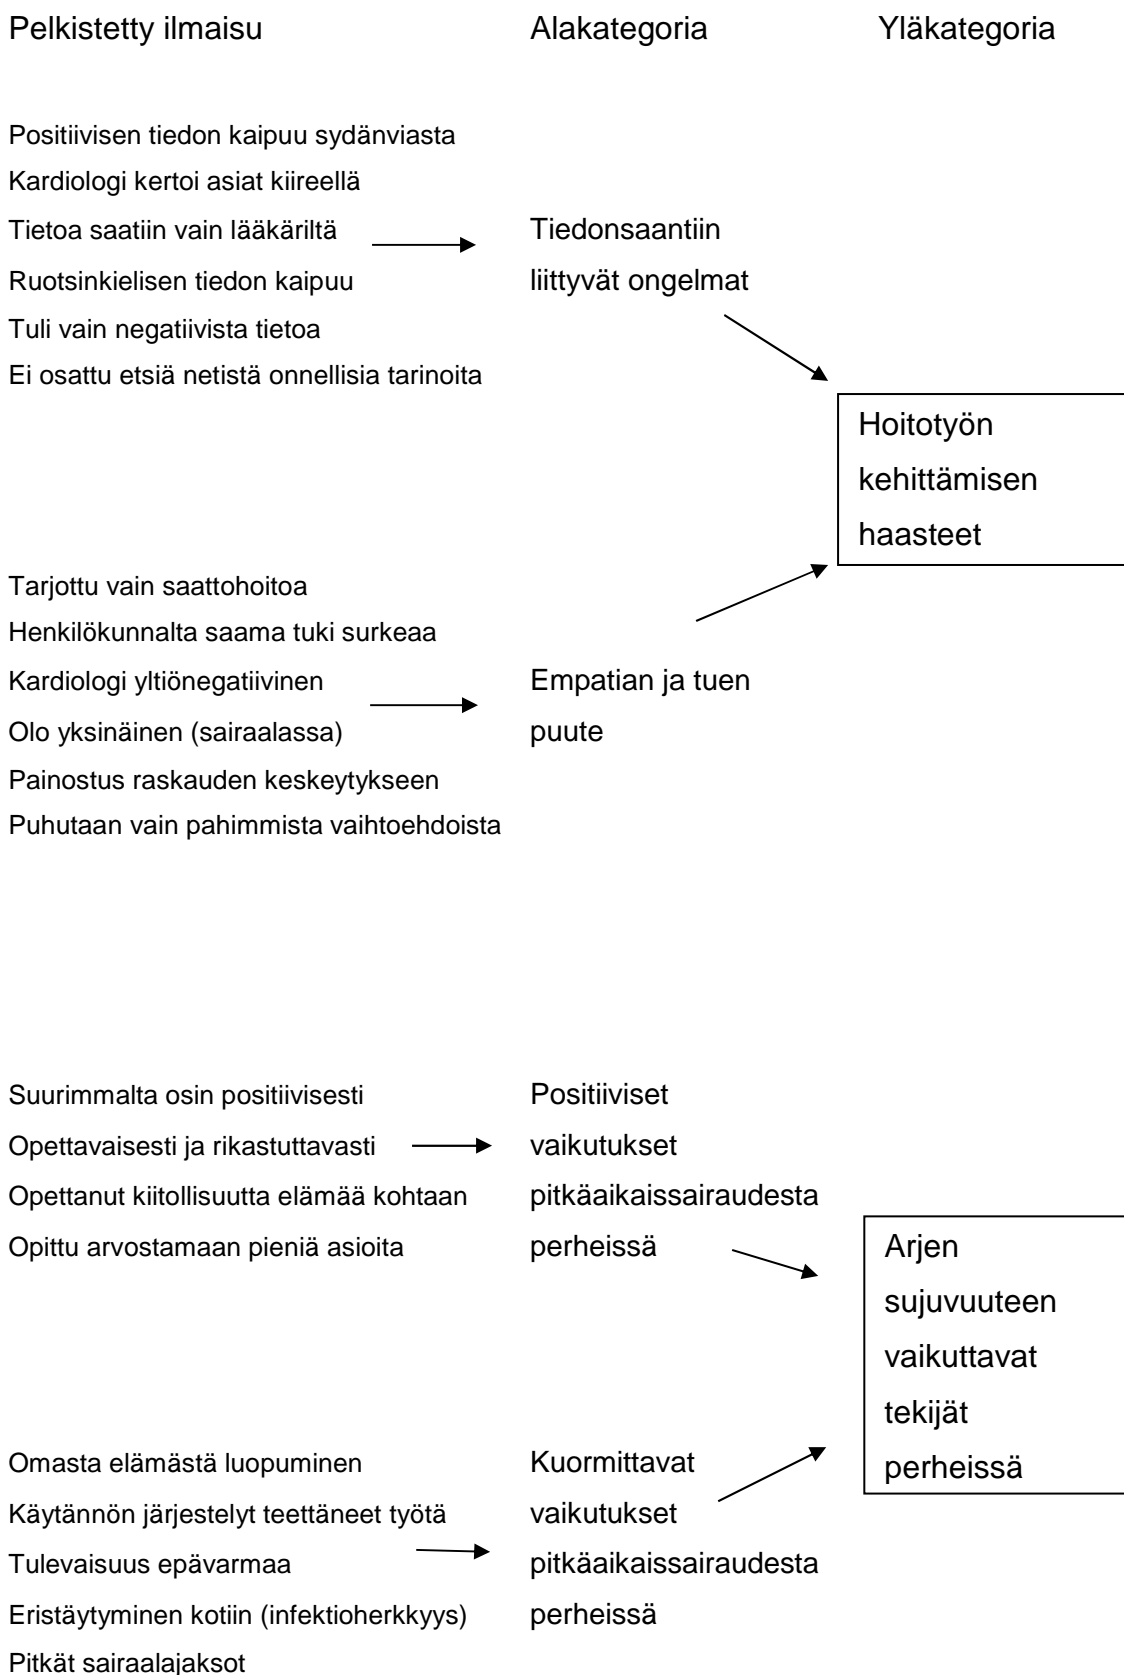 Pelkistetty ilmaisu
Alakategoria
Yläkategoria
Positiivisen tiedon kaipuu sydänviasta
Kardiologi kertoi asiat kiireellä
Tietoa saatiin vain lääkäriltä
Ruotsinkielisen tiedon kaipuu
Tuli vain negatiivista tietoa
Ei osattu etsiä netistä onnellisia tarinoita
Tiedonsaantiin
liittyvät ongelmat
Hoitotyön
kehittämisen
haasteet
Tarjottu vain saattohoitoa
Henkilökunnalta saama tuki surkeaa
Kardiologi yltiönegatiivinen
Olo yksinäinen (sairaalassa)
Painostus raskauden keskeytykseen
Puhutaan vain pahimmista vaihtoehdoista
Empatian ja tuen
puute
Suurimmalta osin positiivisesti
Opettavaisesti ja rikastuttavasti
Opettanut kiitollisuutta elämää kohtaan
Opittu arvostamaan pieniä asioita
Positiiviset
vaikutukset
pitkäaikaissairaudesta
perheissä
Arjen
sujuvuuteen
vaikuttavat
tekijät
perheissä
Omasta elämästä luopuminen
Käytännön järjestelyt teettäneet työtä
Tulevaisuus epävarmaa
Eristäytyminen kotiin (infektioherkkyys)
Pitkät sairaalajaksot
Kuormittavat
vaikutukset
pitkäaikaissairaudesta
perheissä